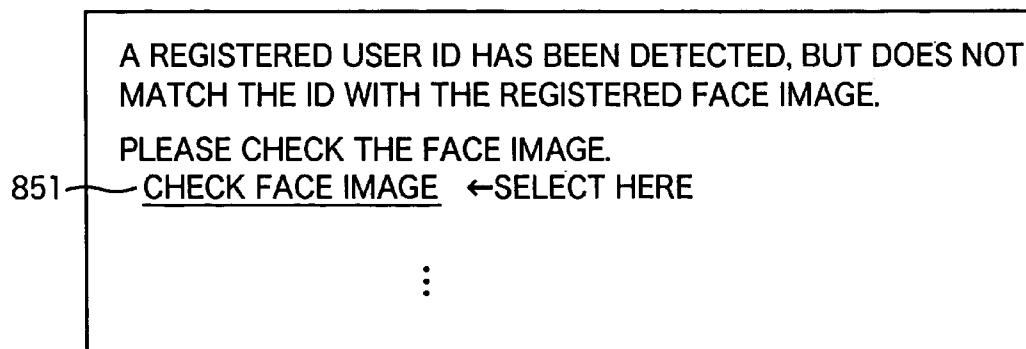 A REGISTERED USER ID HAS BEEN DETECTED, BUT DOES NOT
MATCH THE ID WITH THE REGISTERED FACE IMAGE.
PLEASE CHECK THE FACE IMAGE.
851 CHECK FACE IMAGE ←SELECT HERE
⋮